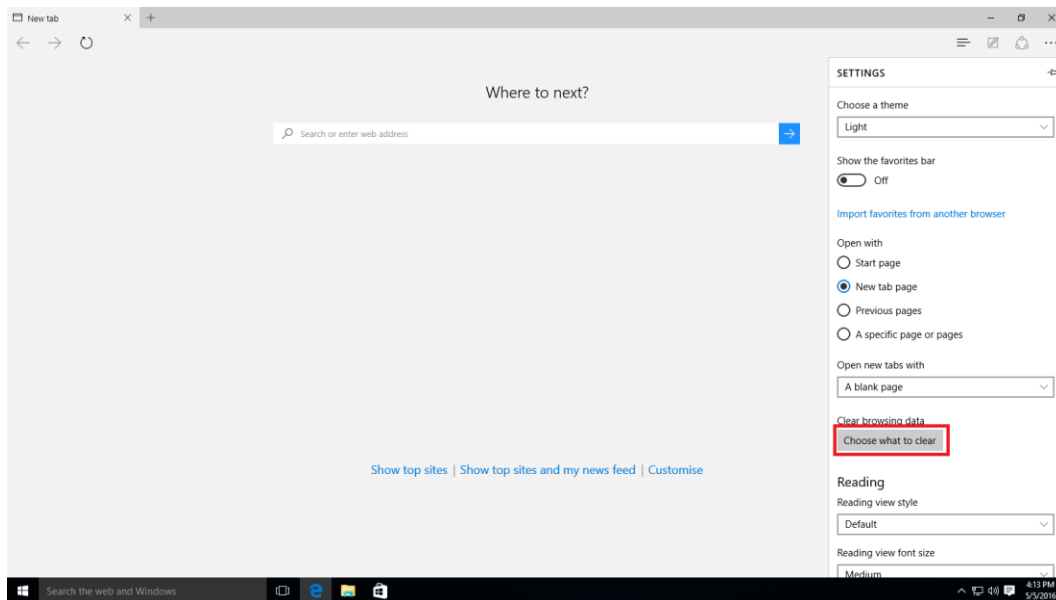 New tab
SETTINGS
Where to next?
Search or enter web address
Choose a theme
Light
Show the favorites bar
Off
Import favorites from another browser
Open with
Start page
New tab page
Previous pages
A specific page or pages
Open new tabs with
A blank page
Clear browsing data
Choose what to clear
Show top sites | Show top sites and my news feed | Customise
Reading
Reading view style
Default
Reading view font size
Medium
Search the web and Windows
4:13 PM
5/5/2016